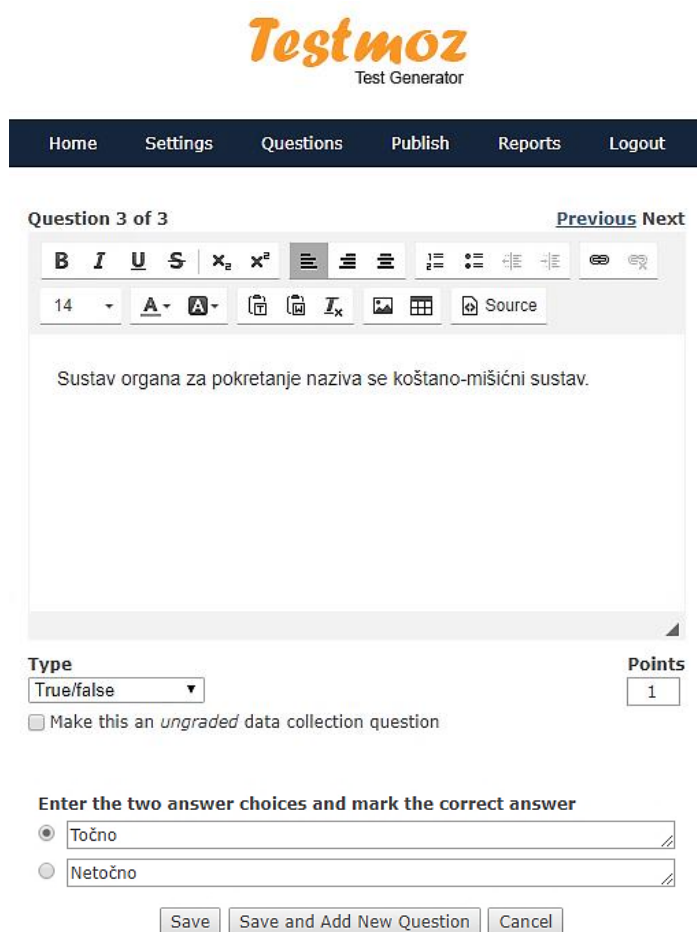 Testmoz
Test Generator
Home Settings Questions Publish Reports Logout
Question 3 of 3 Previous Next
B I U S x₂ x²
14 A A Source
Sustav organa za pokretanje naziva se koštano-mišićni sustav.
Type Points
True/false 1
Make this an ungraded data collection question
Enter the two answer choices and mark the correct answer
Točno
Netočno
Save Save and Add New Question Cancel